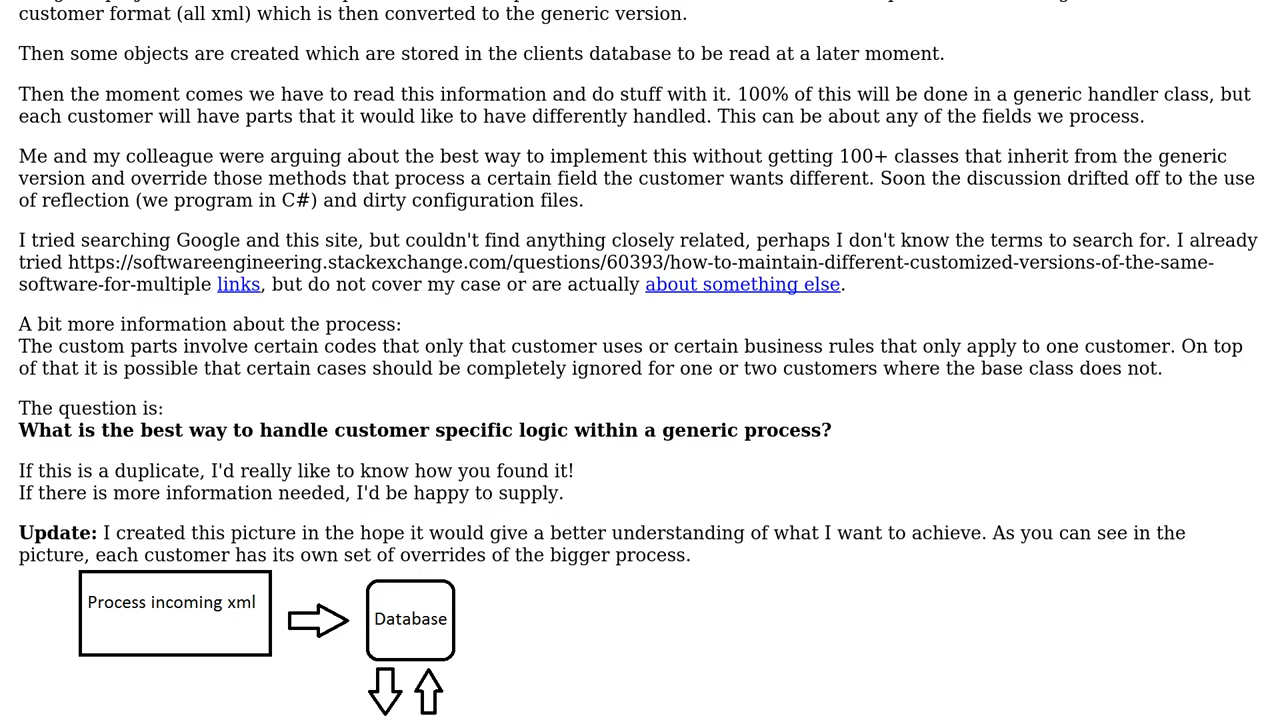 customer format (all xml) which is then converted to the generic version.
Then some objects are created which are stored in the clients database to be read at a later moment.
Then the moment comes we have to read this information and do stuff with it. 100% of this will be done in a generic handler class, but
each customer will have parts that it would like to have differently handled. This can be about any of the fields we process.
Me and my colleague were arguing about the best way to implement this without getting 100+ classes that inherit from the generic
version and override those methods that process a certain field the customer wants different. Soon the discussion drifted off to the use
of reflection (we program in C#) and dirty configuration files.
I tried searching Google and this site, but couldn't find anything closely related, perhaps I don't know the terms to search for. I already
tried https://softwareengineering.stackexchange.com/questions/60393/how-to-maintain-different-customized-versions-of-the-same-
software-for-multiple links, but do not cover my case or are actually about something else.
A bit more information about the process:
The custom parts involve certain codes that only that customer uses or certain business rules that only apply to one customer. On top
of that it is possible that certain cases should be completely ignored for one or two customers where the base class does not.
The question is:
What is the best way to handle customer specific logic within a generic process?
If this is a duplicate, I'd really like to know how you found it!
If there is more information needed, I'd be happy to supply.
Update: I created this picture in the hope it would give a better understanding of what I want to achieve. As you can see in the
picture, each customer has its own set of overrides of the bigger process.
Process incoming xml
Database